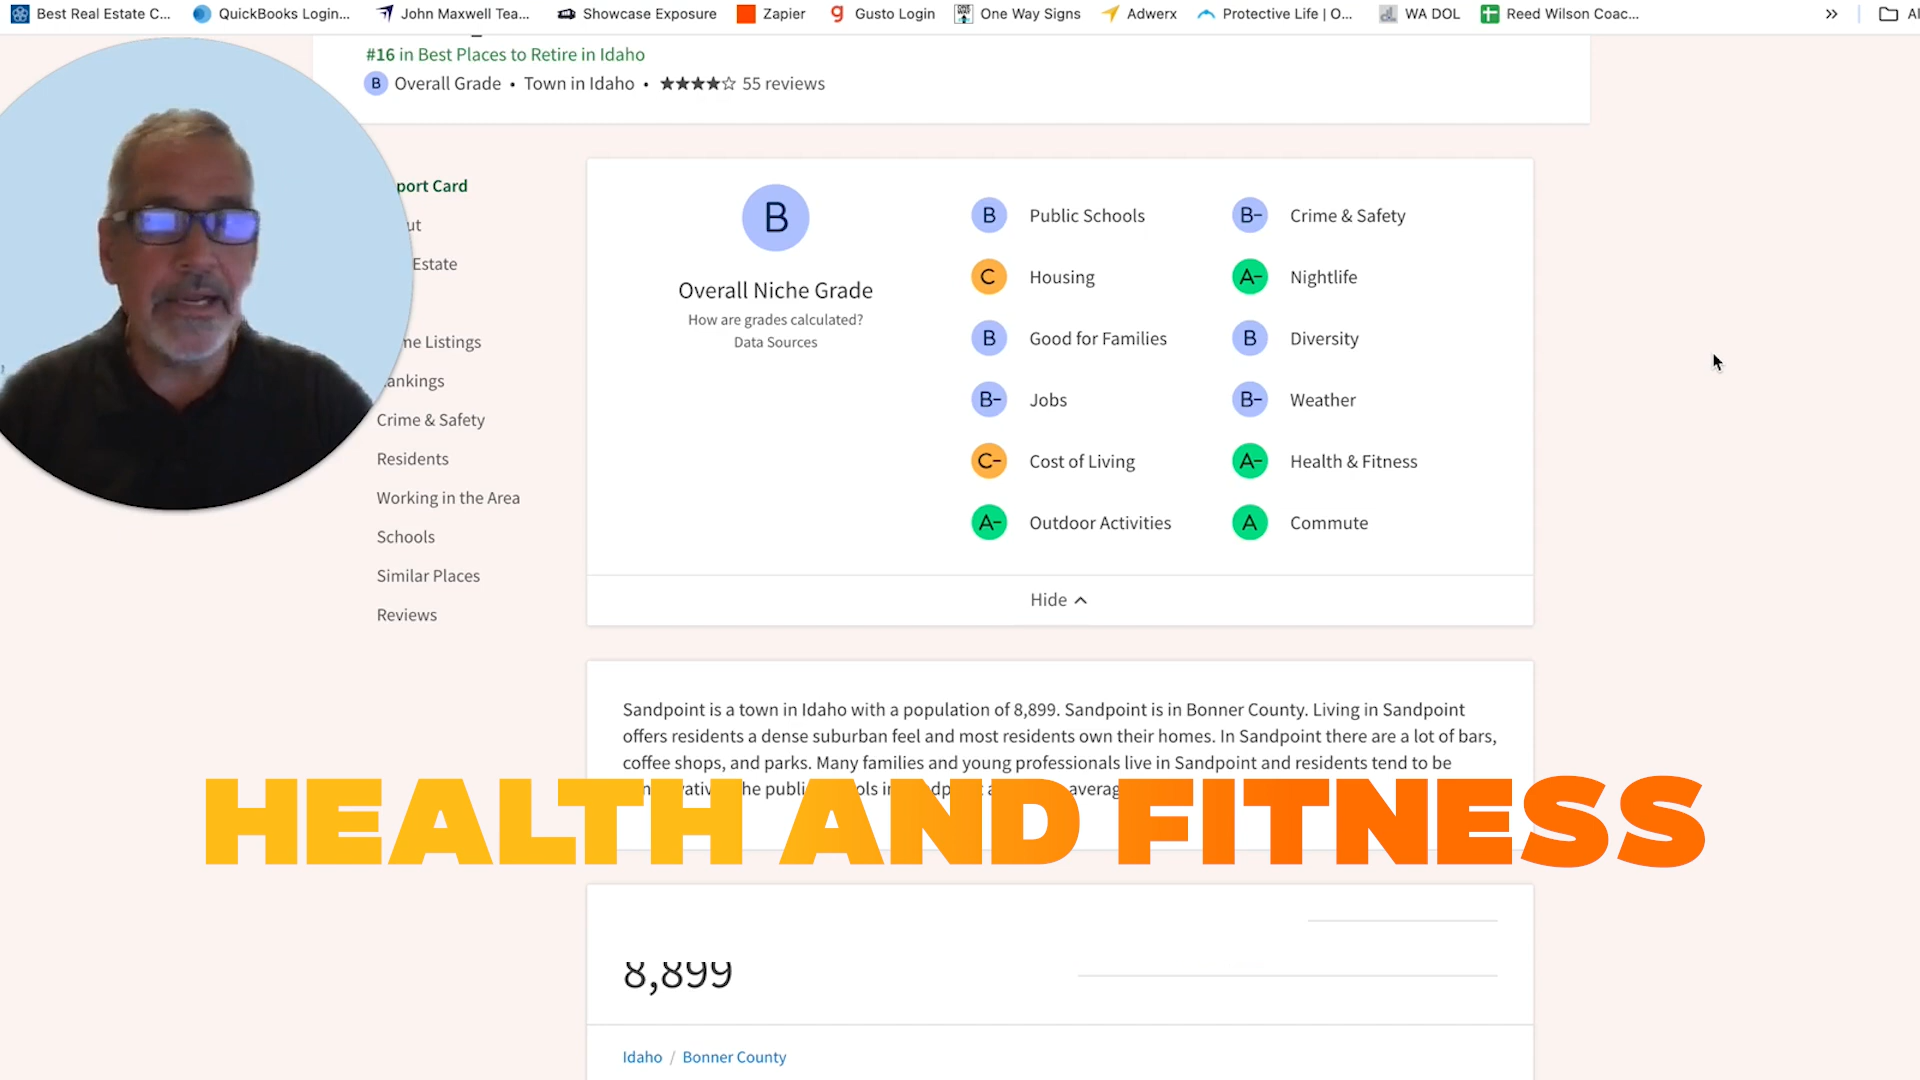 Best Real Estate C...
QuickBooks Login...
John Maxwell Tea...
Showcase Exposure
Zapier
Gusto Login
One Way Signs
Adwerx
Protective Life | O...
WA DOL
Reed Wilson Coac...
#16 in Best Places to Retire in Idaho
B Overall Grade • Town in Idaho • ★★★★☆ 55 reviews
port Card
ut
Estate
ne Listings
ankings
Crime & Safety
Residents
Working in the Area
Schools
Similar Places
Reviews
B
Overall Niche Grade
How are grades calculated?
Data Sources
B Public Schools
C Housing
B Good for Families
B- Jobs
C- Cost of Living
A- Outdoor Activities
B- Crime & Safety
A- Nightlife
B Diversity
B- Weather
A- Health & Fitness
A Commute
Hide
Sandpoint is a town in Idaho with a population of 8,899. Sandpoint is in Bonner County. Living in Sandpoint
offers residents a dense suburban feel and most residents own their homes. In Sandpoint there are a lot of bars,
coffee shops, and parks. Many families and young professionals live in Sandpoint and residents tend to be
HEALTH AND FITNESS
8,899
Idaho / Bonner County